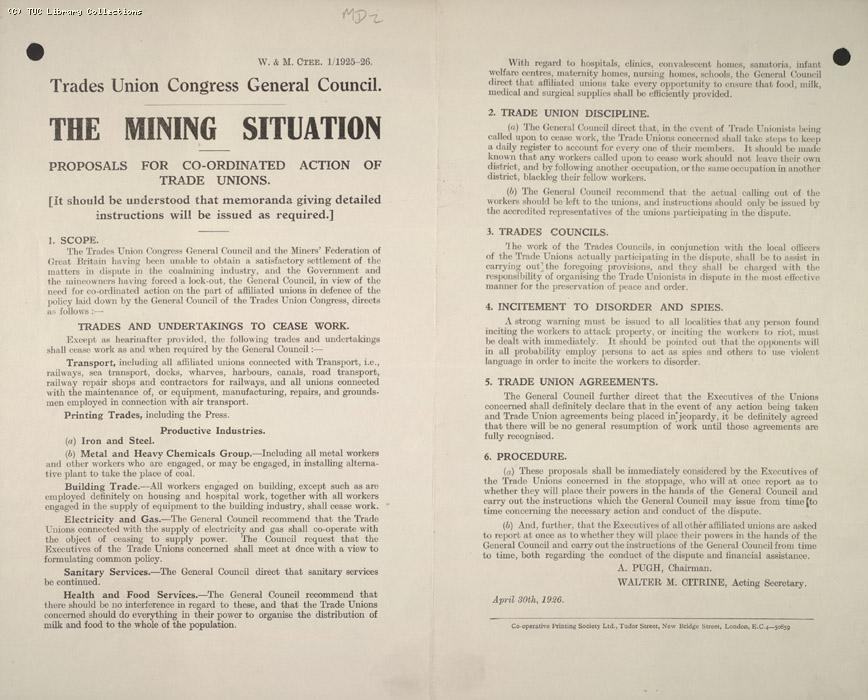 (C) TUC Library Collections
MD2
W. & M. CTEE. 1/1925-26.
Trades Union Congress General Council.
THE MINING SITUATION
PROPOSALS FOR CO-ORDINATED ACTION OF
TRADE UNIONS.
[It should be understood that memoranda giving detailed
instructions will be issued as required.]
1. SCOPE.
The Trades Union Congress General Council and the Miners' Federation of
Great Britain having been unable to obtain a satisfactory settlement of the
matters in dispute in the coalmining industry, and the Government and
the mineowners having forced a lock-out, the General Council, in view of the
need for co-ordinated action on the part of affiliated unions in defence of the
policy laid down by the General Council of the Trades Union Congress, directs
as follows :—
TRADES AND UNDERTAKINGS TO CEASE WORK.
Except as hereinafter provided, the following trades and undertakings
shall cease work as and when required by the General Council :—
Transport, including all affiliated unions connected with Transport, i.e.,
railways, sea transport, docks, wharves, harbours, canals, road transport,
railway repair shops and contractors for railways, and all unions connected
with the maintenance of, or equipment, manufacturing, repairs, and grounds-
men employed in connection with air transport.
Printing Trades, including the Press.
Productive Industries.
(a) Iron and Steel.
(b) Metal and Heavy Chemicals Group.—Including all metal workers
and other workers who are engaged, or may be engaged, in installing alterna-
tive plant to take the place of coal.
Building Trade.—All workers engaged on building, except such as are
employed definitely on housing and hospital work, together with all workers
engaged in the supply of equipment to the building industry, shall cease work.
Electricity and Gas.—The General Council recommend that the Trade
Unions connected with the supply of electricity and gas shall co-operate with
the object of ceasing to supply power. The Council request that the
Executives of the Trade Unions concerned shall meet at once with a view to
formulating common policy.
Sanitary Services.—The General Council direct that sanitary services
be continued.
Health and Food Services.—The General Council recommend that
there should be no interference in regard to these, and that the Trade Unions
concerned should do everything in their power to organise the distribution of
milk and food to the whole of the population.
With regard to hospitals, clinics, convalescent homes, sanatoria, infant
welfare centres, maternity homes, nursing homes, schools, the General Council
direct that affiliated unions take every opportunity to ensure that food, milk,
medical and surgical supplies shall be efficiently provided.
2. TRADE UNION DISCIPLINE.
(a) The General Council direct that, in the event of Trade Unionists being
called upon to cease work, the Trade Unions concerned shall take steps to keep
a daily register to account for every one of their members. It should be made
known that any workers called upon to cease work should not leave their own
district, and by following another occupation, or the same occupation in another
district, blackleg their fellow workers.
(b) The General Council recommend that the actual calling out of the
workers should be left to the unions, and instructions should only be issued by
the accredited representatives of the unions participating in the dispute.
3. TRADES COUNCILS.
The work of the Trades Councils, in conjunction with the local officers
of the Trade Unions actually participating in the dispute, shall be to assist in
carrying out the foregoing provisions, and they shall be charged with the
responsibility of organising the Trade Unionists in dispute in the most effective
manner for the preservation of peace and order.
4. INCITEMENT TO DISORDER AND SPIES.
A strong warning must be issued to all localities that any person found
inciting the workers to attack property, or inciting the workers to riot, must
be dealt with immediately. It should be pointed out that the opponents will
in all probability employ persons to act as spies and others to use violent
language in order to incite the workers to disorder.
5. TRADE UNION AGREEMENTS.
The General Council further direct that the Executives of the Unions
concerned shall definitely declare that in the event of any action being taken
and Trade Union agreements being placed in jeopardy, it be definitely agreed
that there will be no general resumption of work until those agreements are
fully recognised.
6. PROCEDURE.
(a) These proposals shall be immediately considered by the Executives of
the Trade Unions concerned in the stoppage, who will at once report as to
whether they will place their powers in the hands of the General Council and
carry out the instructions which the General Council may issue from time to
time concerning the necessary action and conduct of the dispute.
(b) And, further, that the Executives of all other affiliated unions are asked
to report at once as to whether they will place their powers in the hands of the
General Council and carry out the instructions of the General Council from time
to time, both regarding the conduct of the dispute and financial assistance.
A. PUGH, Chairman.
WALTER M. CITRINE, Acting Secretary.
April 30th, 1926.
Co-operative Printing Society Ltd., Tudor Street, New Bridge Street, London, E.C.4—50859